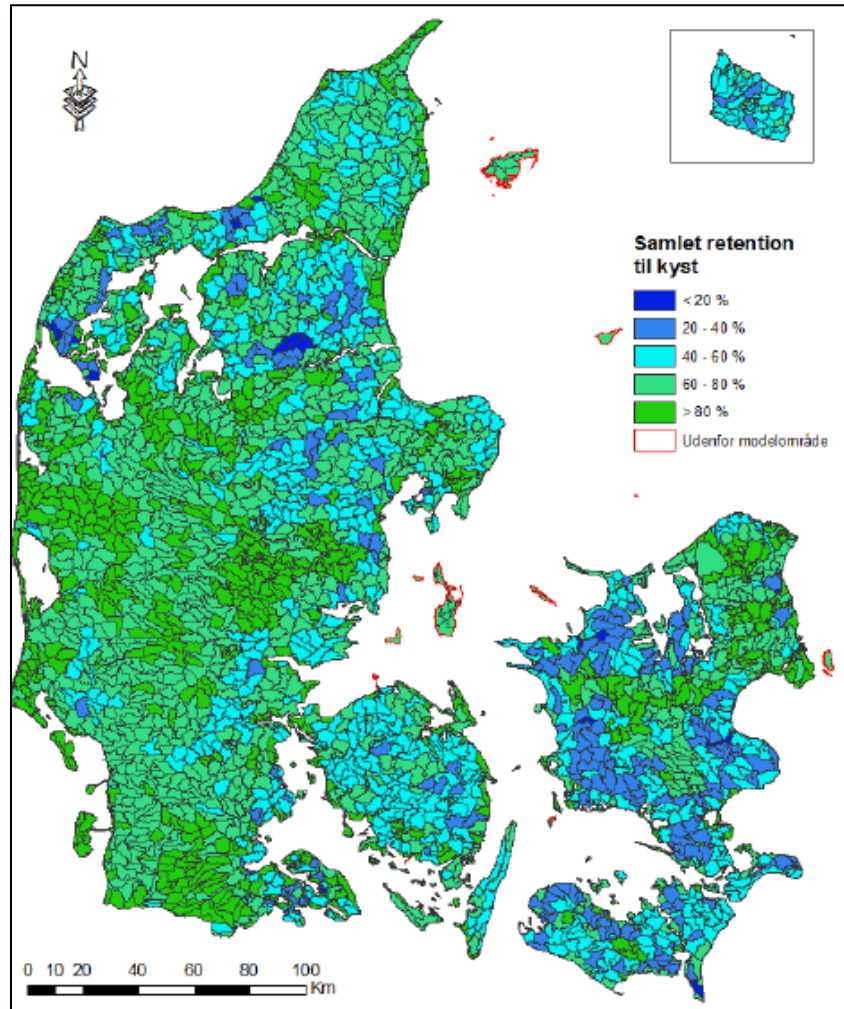 N
Samlet retention
til kyst
<20 %
20 - 40 %
40 - 60 %
60 - 80 %
>80 %
Udenfor modelområde
0 10 20 40 60 80 100
Km